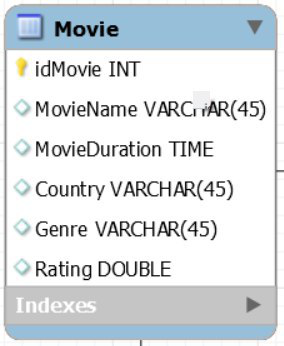 Movie
idMovie INT
MovieName VARCHAR(45)
MovieDuration TIME
Country VARCHAR(45)
Genre VARCHAR(45)
Rating DOUBLE
Indexes